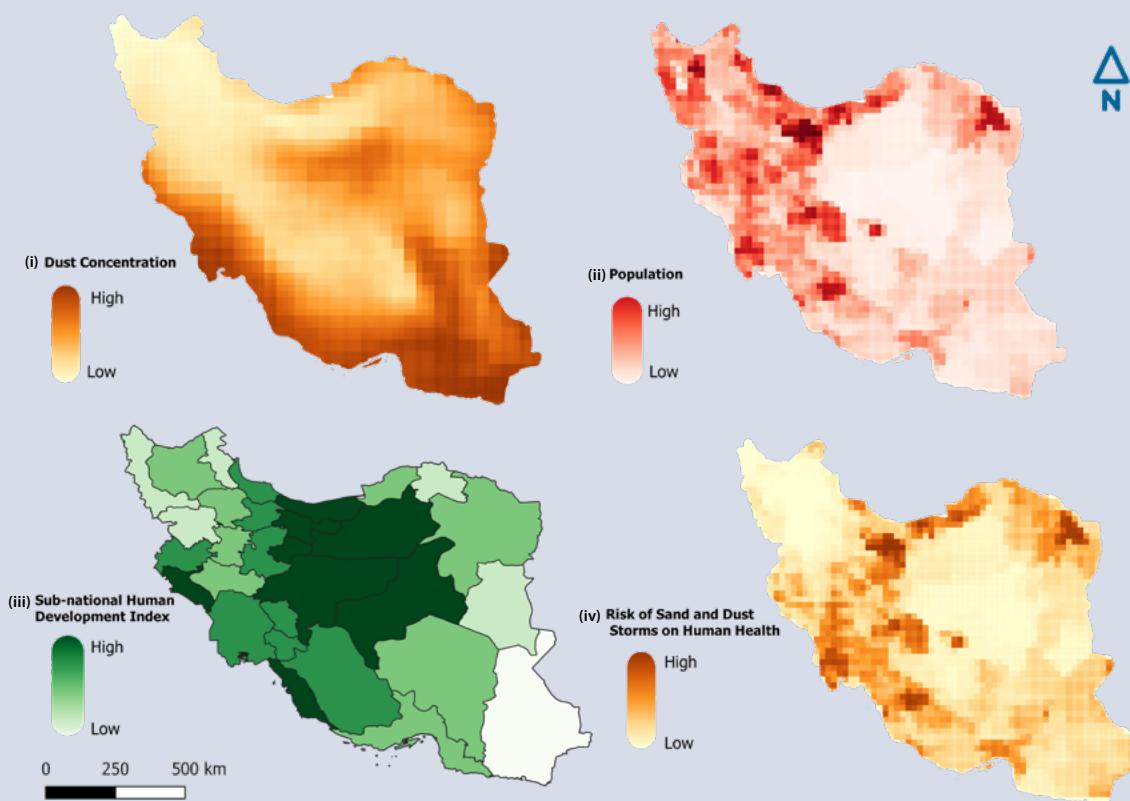 N
(i) Dust Concentration
High
Low
(ii) Population
High
Low
(iii) Sub-national Human
Development Index
High
Low
(iv) Risk of Sand and Dust
Storms on Human Health
High
Low
0 250 500 km